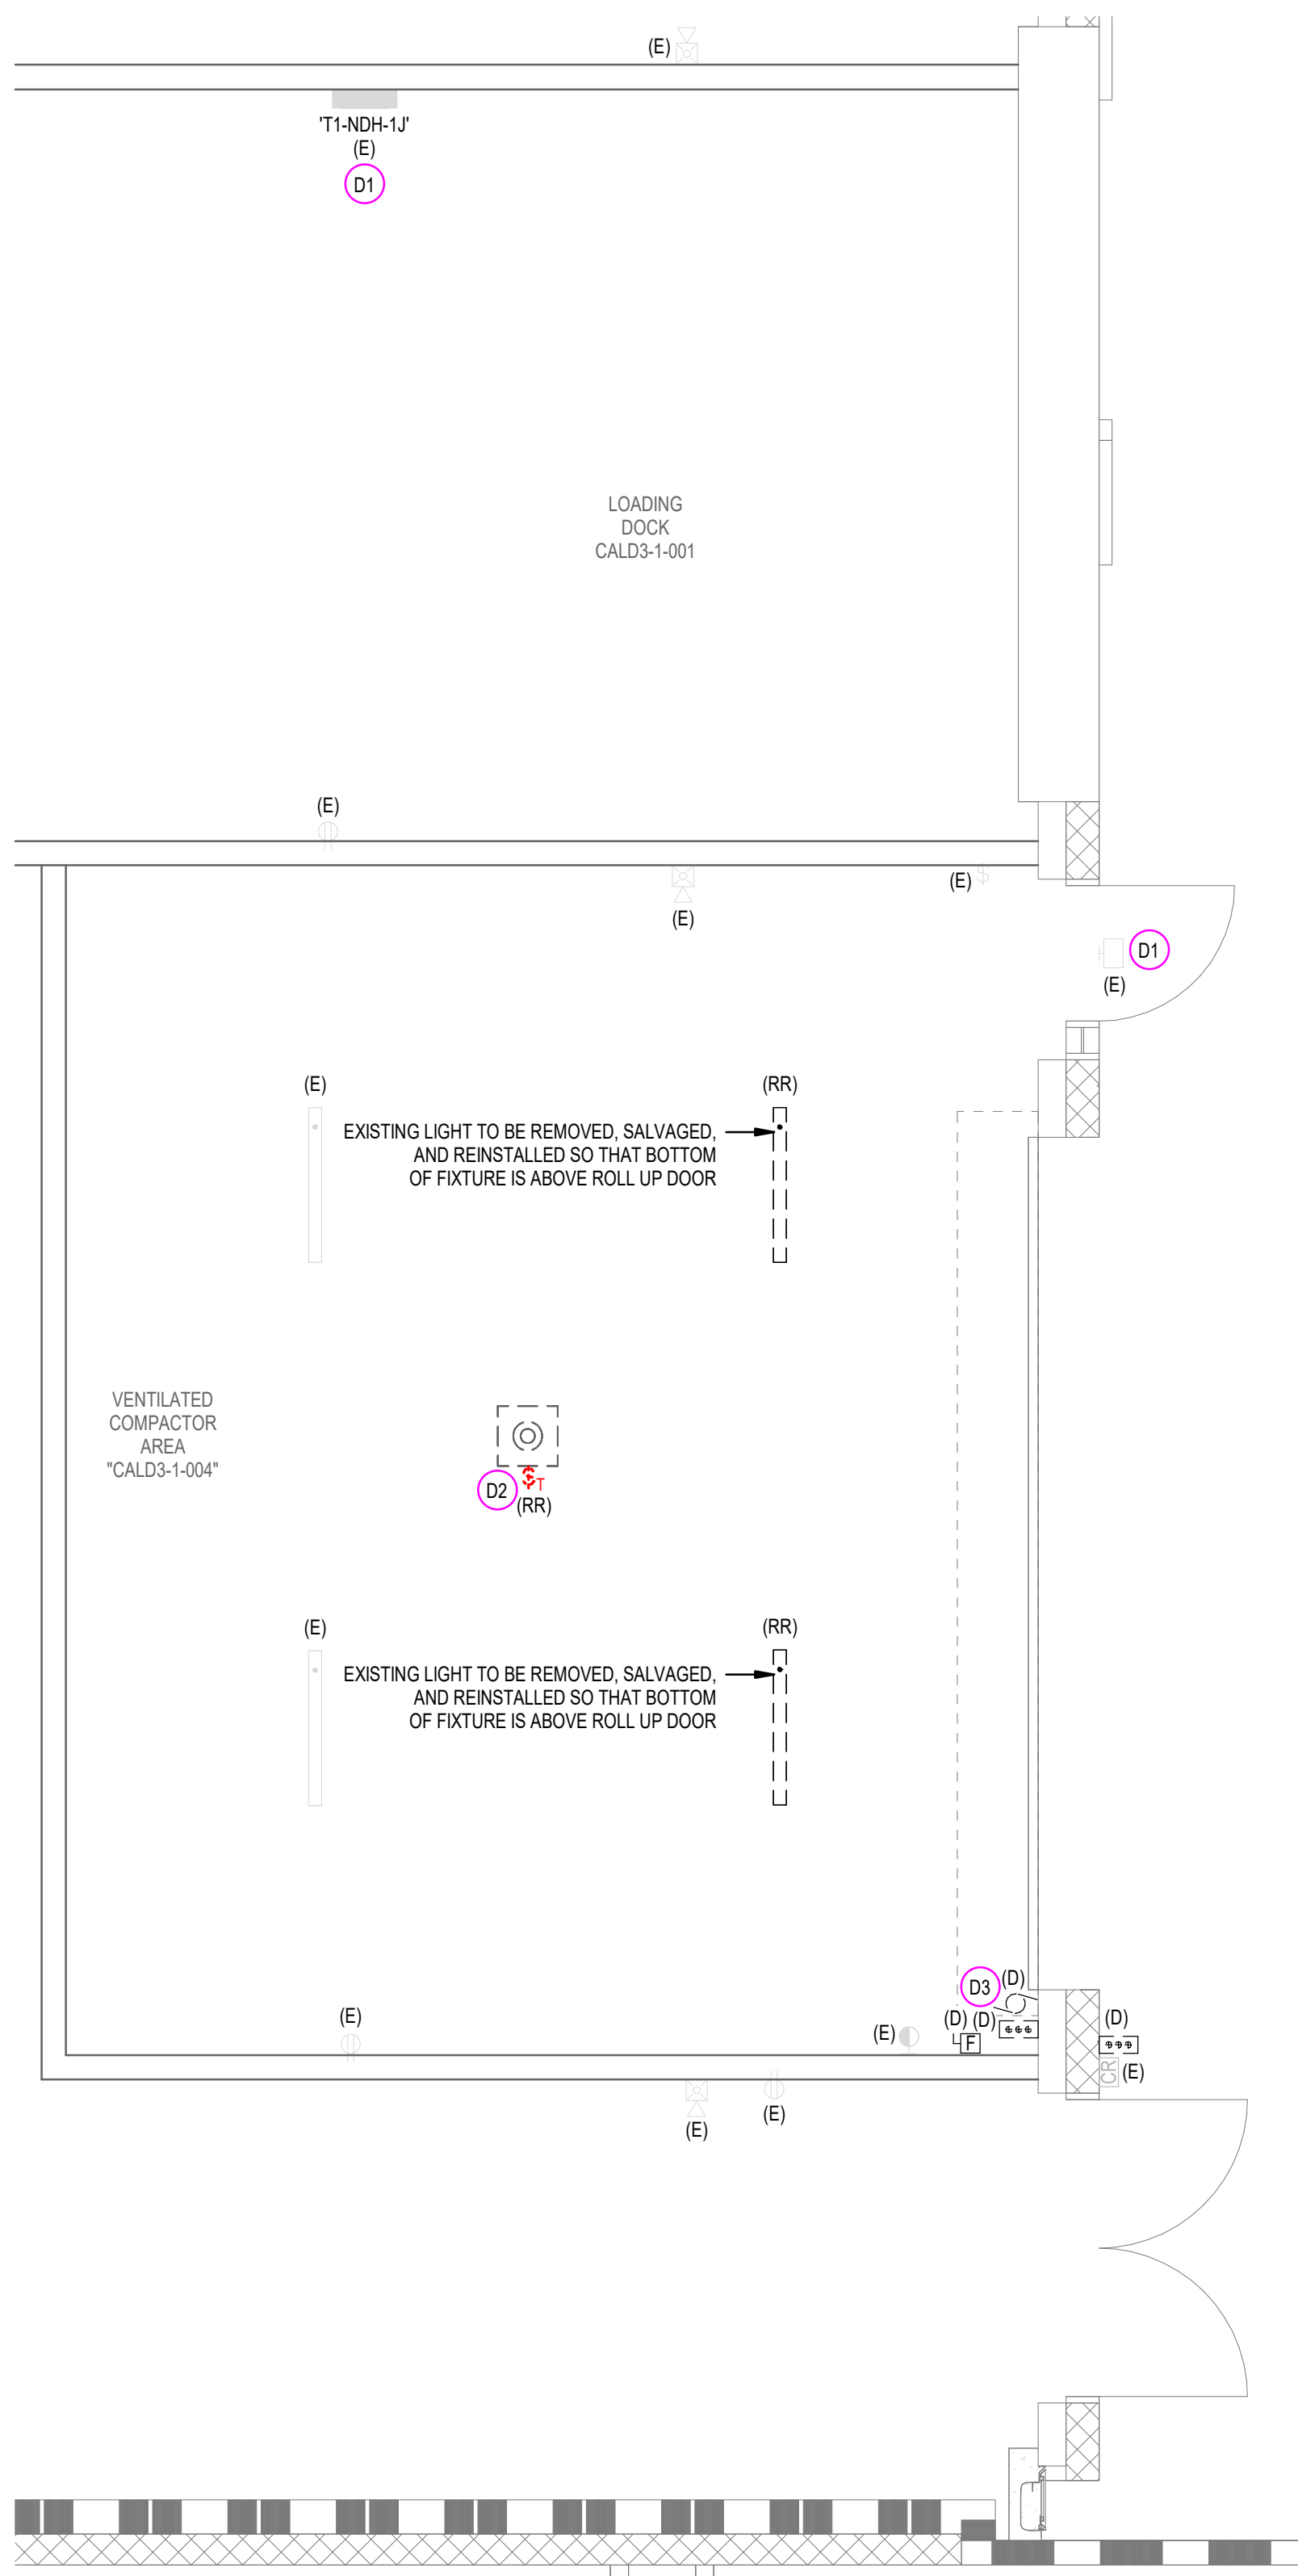 (E)
'T1-NDH-1J'
(E)
D1
LOADING
DOCK
CALD3-1-001
(E)
(E)
(E) $
D1
(E)
(E)
(RR)
EXISTING LIGHT TO BE REMOVED, SALVAGED,
AND REINSTALLED SO THAT BOTTOM
OF FIXTURE IS ABOVE ROLL UP DOOR
VENTILATED
COMPACTOR
AREA
"CALD3-1-004"
D2
T
(RR)
(E)
(RR)
EXISTING LIGHT TO BE REMOVED, SALVAGED,
AND REINSTALLED SO THAT BOTTOM
OF FIXTURE IS ABOVE ROLL UP DOOR
D3
(D)
(E)
(E)
(D)
(D)
F
(D)
CR
(E)
(E)
(E)